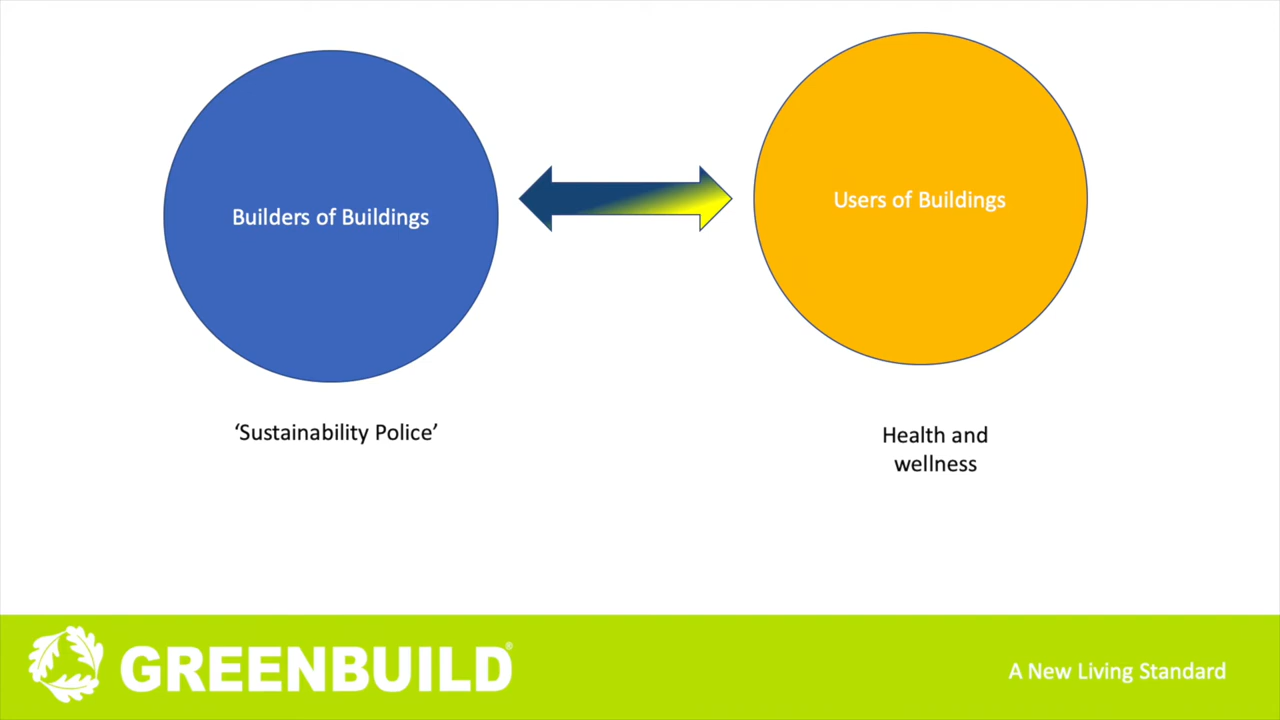 Builders of Buildings
Users of Buildings
‘Sustainability Police’
Health and
wellness
GREENBUILD®
A New Living Standard